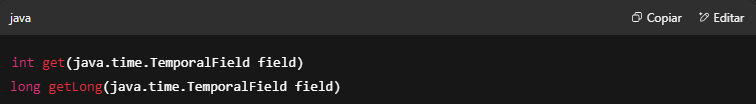 java
Copiar
Editar
int get(java.time.TemporalField field)
long getLong(java.time.TemporalField field)